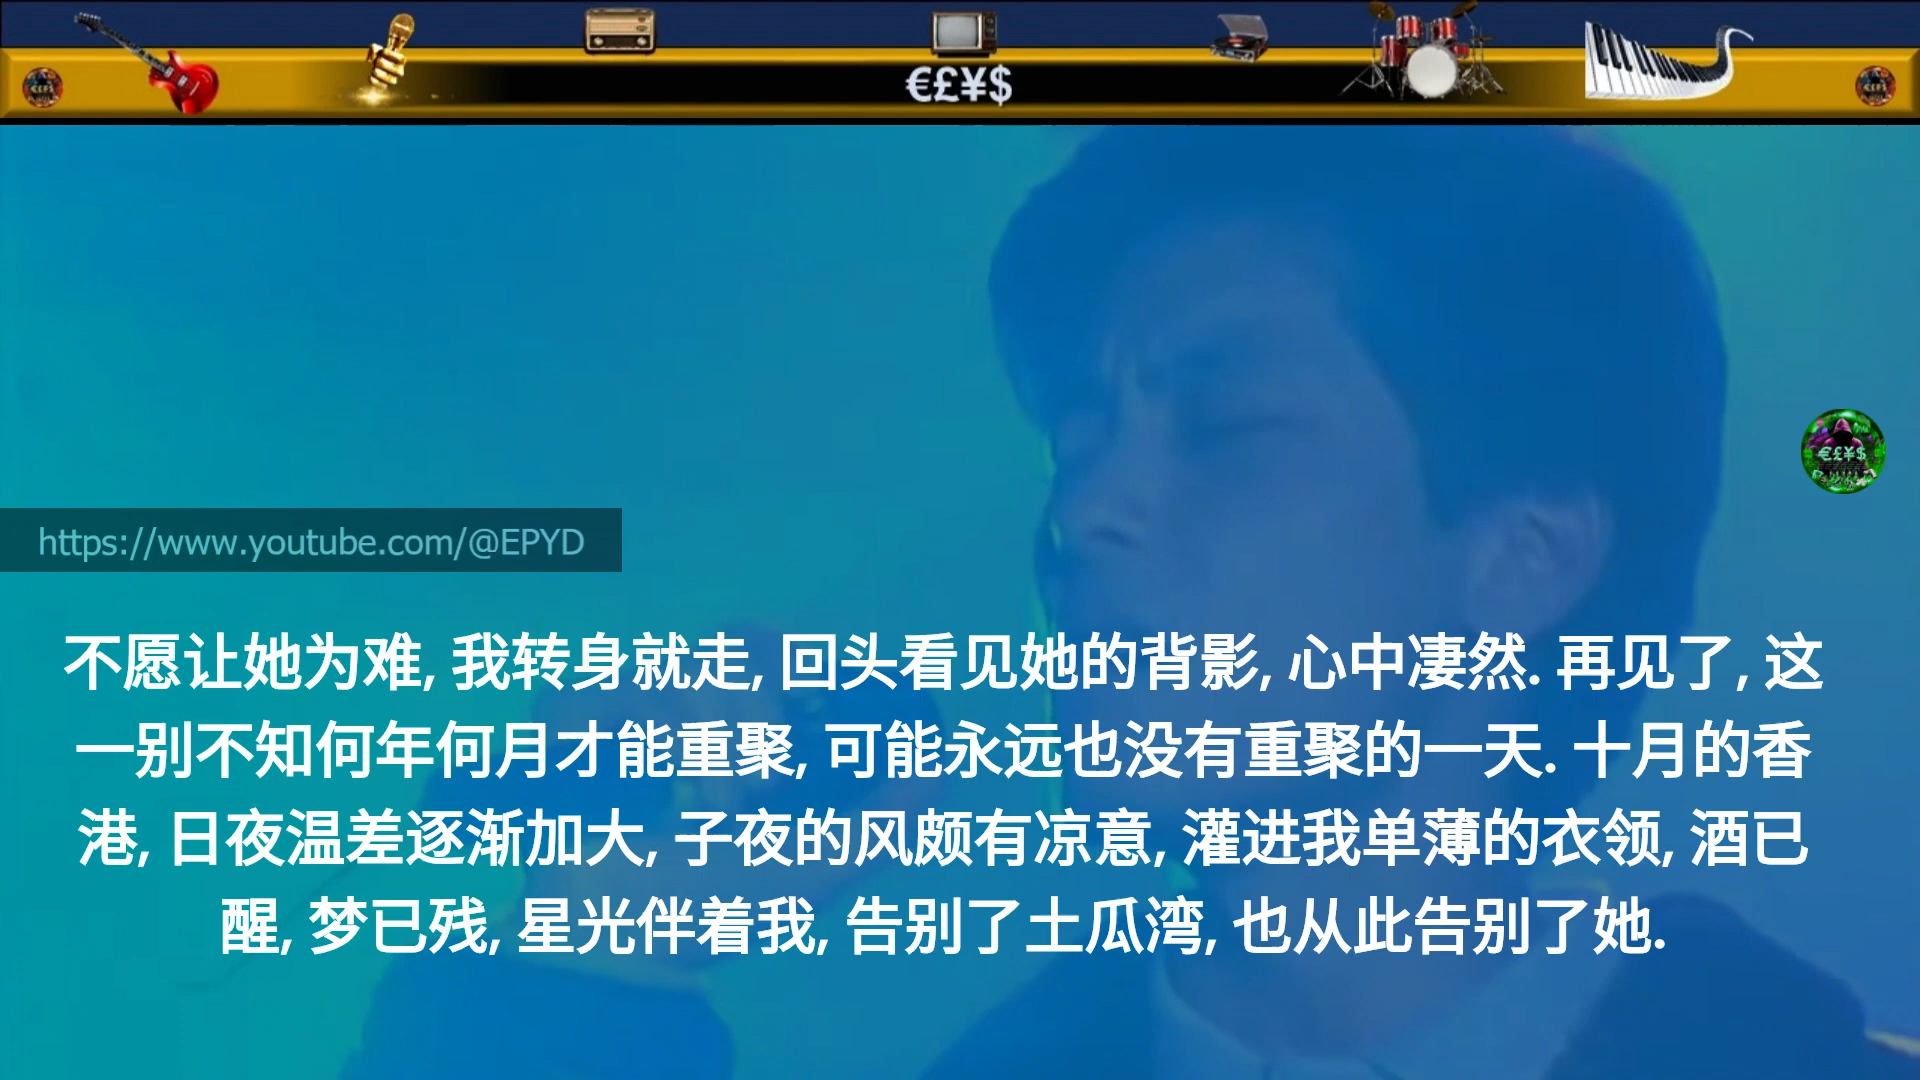 €£¥$
€£¥$
https://www.youtube.com/@EPYD
不愿让她为难, 我转身就走, 回头看见她的背影, 心中凄然. 再见了, 这
一别不知何年何月才能重聚, 可能永远也没有重聚的一天. 十月的香
港, 日夜温差逐渐加大, 子夜的风颇有凉意, 灌进我单薄的衣领, 酒已
醒, 梦已残, 星光伴着我, 告别了土瓜湾, 也从此告别了她.